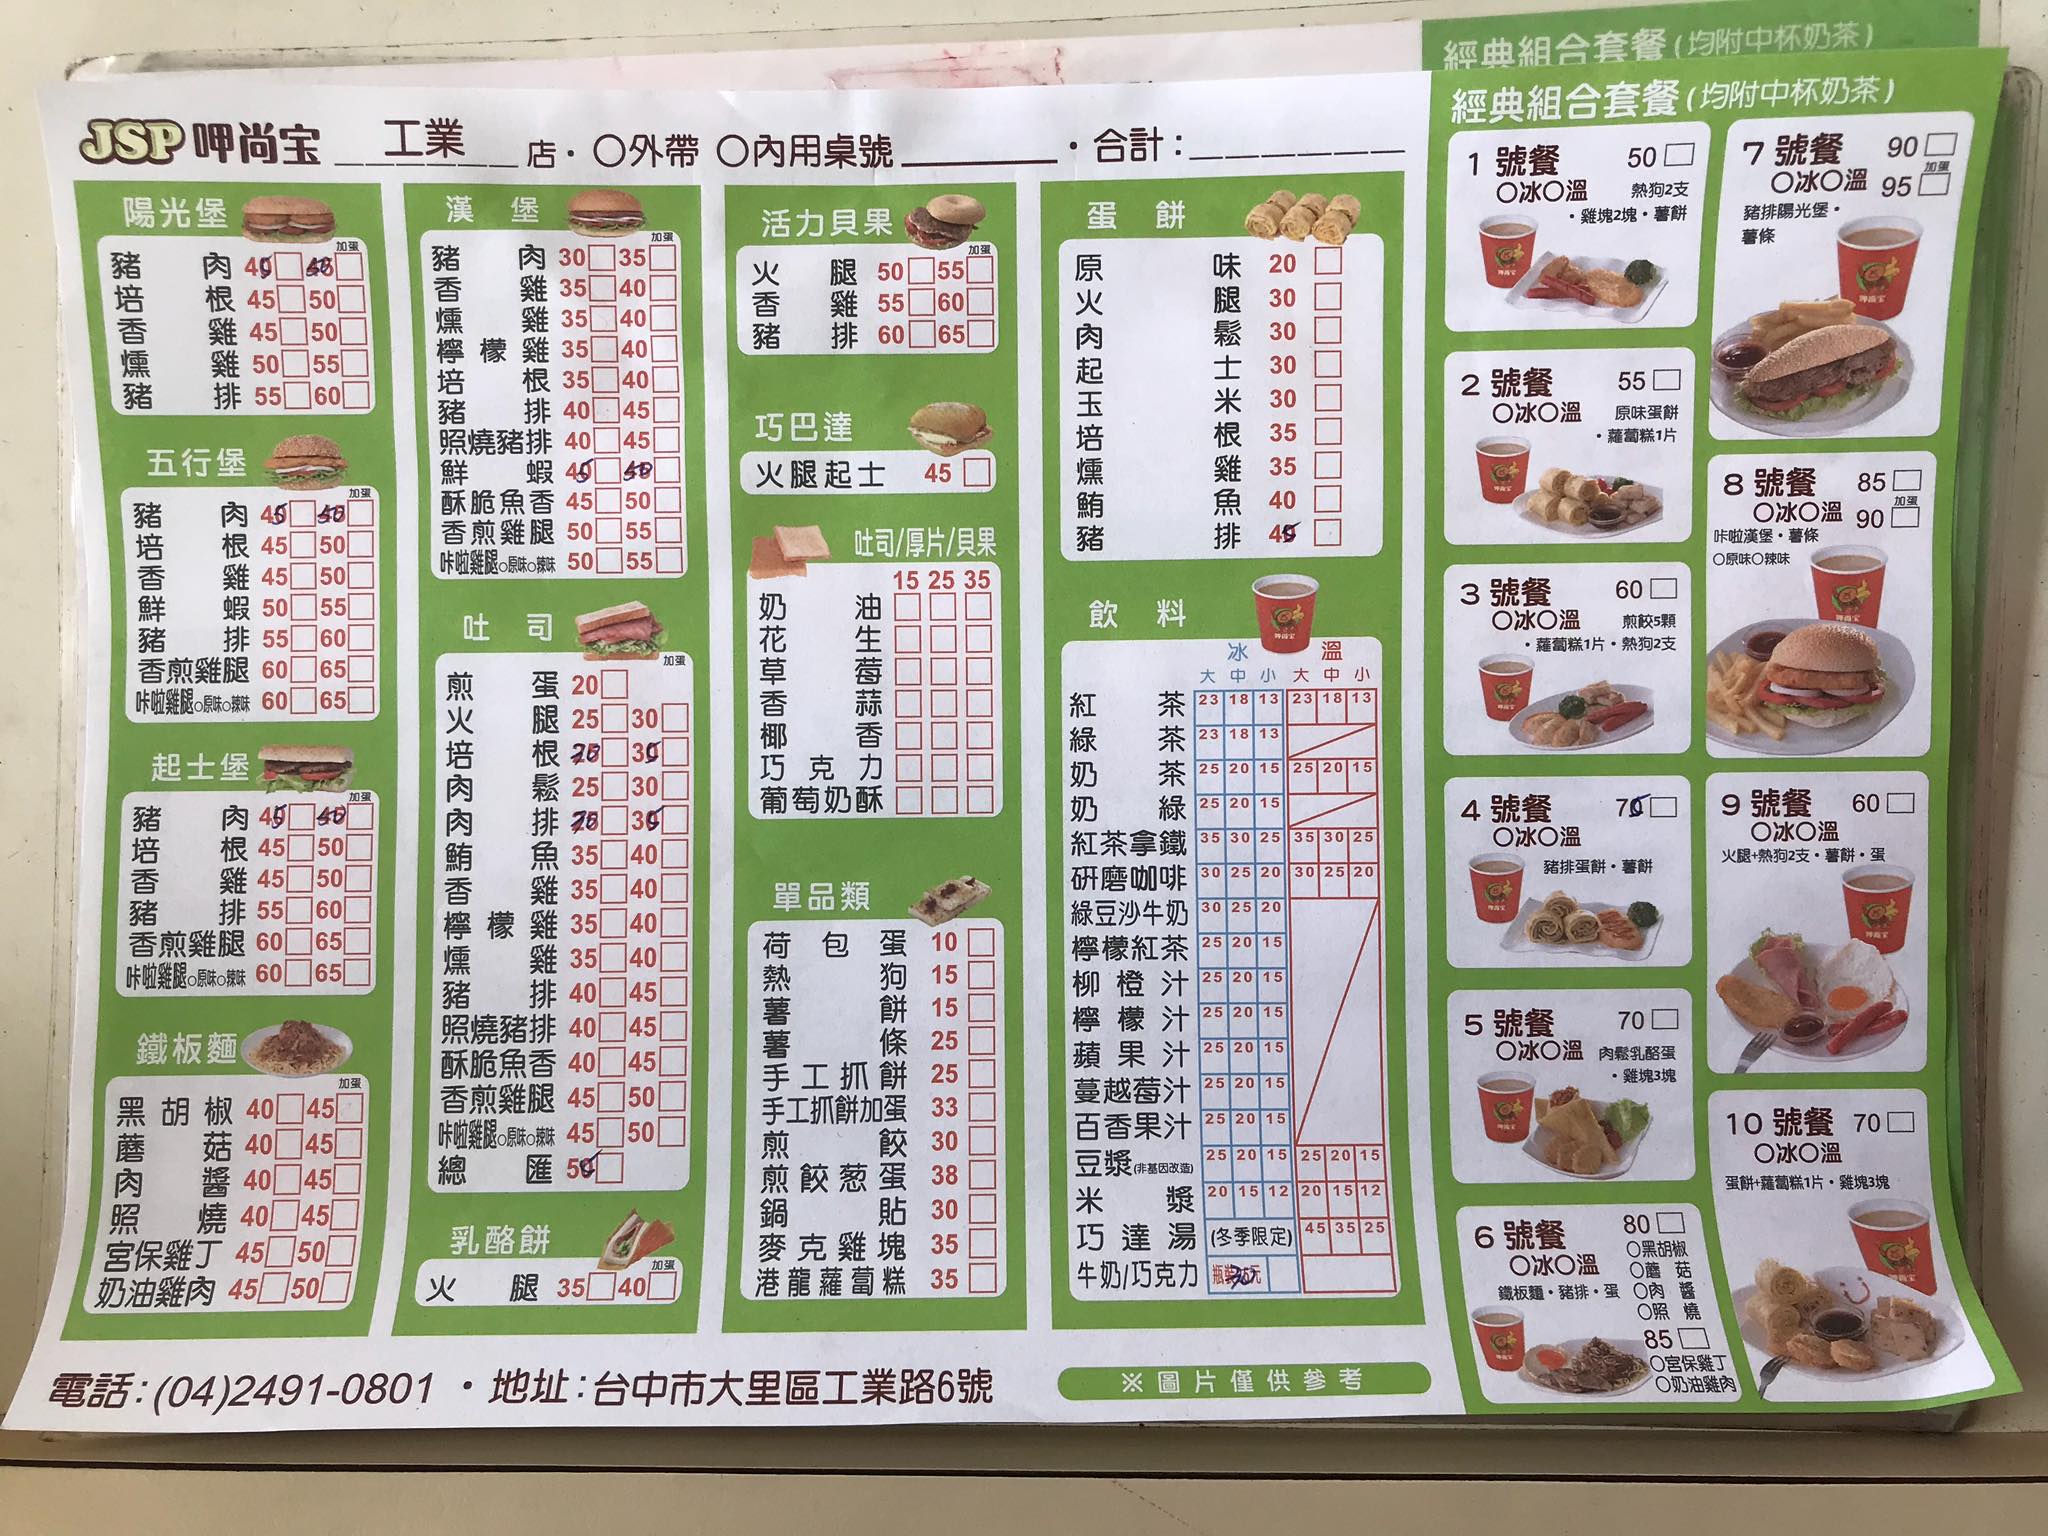 經典組合套餐(均附中杯奶茶)
JSP 呷尚宝 工業 店・○外帶 ○內用桌號 ・合計:
陽光堡
加蛋
豬肉
培根 45 50
香雞 45 50
燻雞 50 55
豬排 55 60
五行堡
加蛋
豬肉 45 50
培根 45 50
香雞 45 50
鮮蝦 50 55
豬排 55 60
香煎雞腿 60 65
咔啦雞腿○原味○辣味 60 65
起士堡
加蛋
豬肉
培根 45 50
香雞 45 50
豬排 55 60
香煎雞腿 60 65
咔啦雞腿○原味○辣味 60 65
鐵板麵
加蛋
黑胡椒 40 45
蘑菇 40 45
肉醬 40 45
照燒 40 45
宮保雞丁 45 50
奶油雞肉 45 50
漢堡
加蛋
豬肉 30 35
香雞 35 40
燻雞 35 40
檸檬雞 35 40
培根 35 40
豬排 40 45
照燒豬排 40 45
鮮蝦
酥脆魚香 45 50
香煎雞腿 50 55
咔啦雞腿○原味○辣味 50 55
吐司
加蛋
煎蛋 20
火腿 25 30
培根
肉鬆 25 30
肉排
鮪魚 35 40
香雞 35 40
檸檬雞 35 40
燻雞 35 40
豬排 40 45
照燒豬排 40 45
酥脆魚香 40 45
香煎雞腿 45 50
咔啦雞腿○原味○辣味 45 50
總匯
乳酪餅
加蛋
火腿 35 40
活力貝果
加蛋
火腿 50 55
香雞 55 60
豬排 60 65
巧巴達
火腿起士 45
吐司/厚片/貝果
15 25 35
奶油
花生
草莓
香蒜
椰香
巧克力
葡萄奶酥
單品類
荷包蛋 10
熱狗 15
薯餅 15
薯條 25
手工抓餅 25
手工抓餅加蛋 33
煎餃 30
煎餃葱蛋 38
鍋貼 30
麥克雞塊 35
港龍蘿蔔糕 35
蛋餅
原味 20
火腿 30
肉鬆 30
起士 30
玉米 30
培根 35
燻雞 35
鮪魚 40
豬排
飲料
冰 溫
大 中 小 大 中 小
紅茶 23 18 13 23 18 13
綠茶 23 18 13
奶茶 25 20 15 25 20 15
奶綠 25 20 15
紅茶拿鐵 35 30 25 35 30 25
研磨咖啡 30 25 20 30 25 20
綠豆沙牛奶 30 25 20
檸檬紅茶 25 20 15
柳橙汁 25 20 15
檸檬汁 25 20 15
蘋果汁 25 20 15
蔓越莓汁 25 20 15
百香果汁 25 20 15
豆漿(非基因改造) 25 20 15 25 20 15
米漿 20 15 12 20 15 12
巧達湯 (冬季限定) 45 35 25
牛奶/巧克力 30
經典組合套餐(均附中杯奶茶)
1 號餐 50
○冰○溫 熱狗2支
・雞塊2塊・薯餅
2 號餐 55
○冰○溫 原味蛋餅
・蘿蔔糕1片
3 號餐 60
○冰○溫 煎餃5顆
・蘿蔔糕1片・熱狗2支
4 號餐
○冰○溫
豬排蛋餅・薯餅
5 號餐 70
○冰○溫 肉鬆乳酪蛋
・雞塊3塊
6 號餐 80
○冰○溫
鐵板麵・豬排・蛋
○黑胡椒
○蘑菇
○肉醬
○照燒
85
○宮保雞丁
○奶油雞肉
7 號餐 90
○冰○溫 加蛋 95
豬排陽光堡・
薯條
8 號餐 85
○冰○溫 加蛋 90
咔啦漢堡・薯條
○原味○辣味
9 號餐 60
○冰○溫
火腿+熱狗2支・薯餅・蛋
10 號餐 70
○冰○溫
蛋餅+蘿蔔糕1片・雞塊3塊
電話:(04)2491-0801 ・地址:台中市大里區工業路6號
※圖片僅供參考